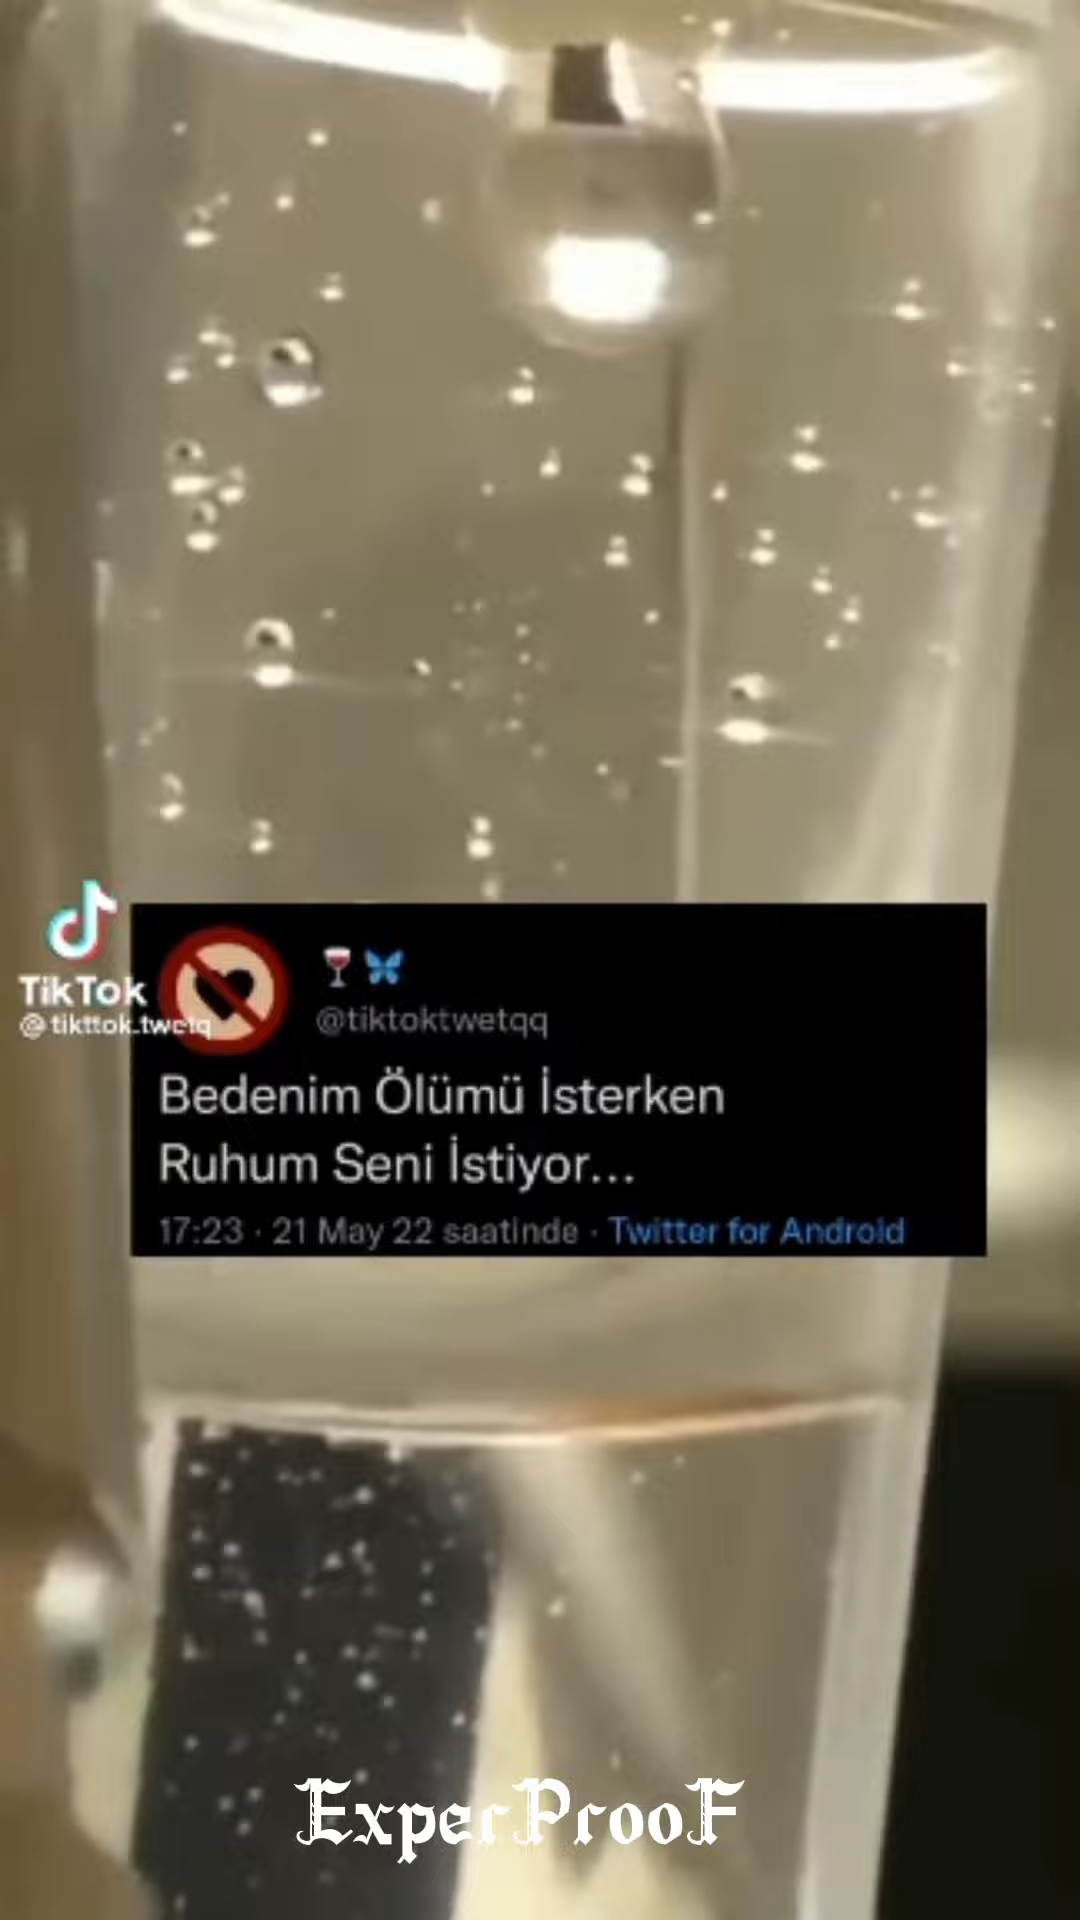 TikTok
@tikttok.twetq
🍷🦋
@tiktoktwetqq
Bedenim Ölümü İsterken
Ruhum Seni İstiyor...
17:23 · 21 May 22 saatinde · Twitter for Android
ExperProoF